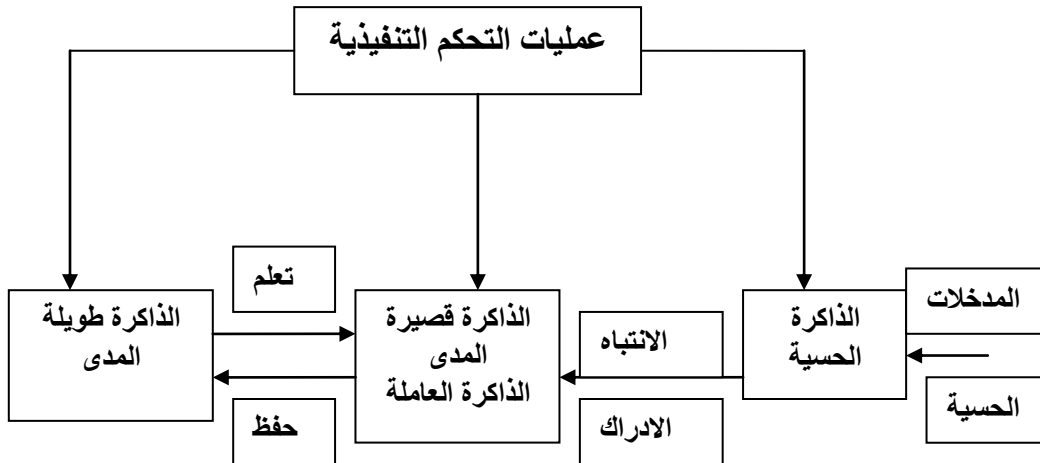 عمليات التحكم التنفيذية
المدخلات
الحسية
الذاكرة
الحسية
الانتباه
الادراك
الذاكرة قصيرة
المدى
الذاكرة العاملة
تعلم
حفظ
الذاكرة طويلة
المدى